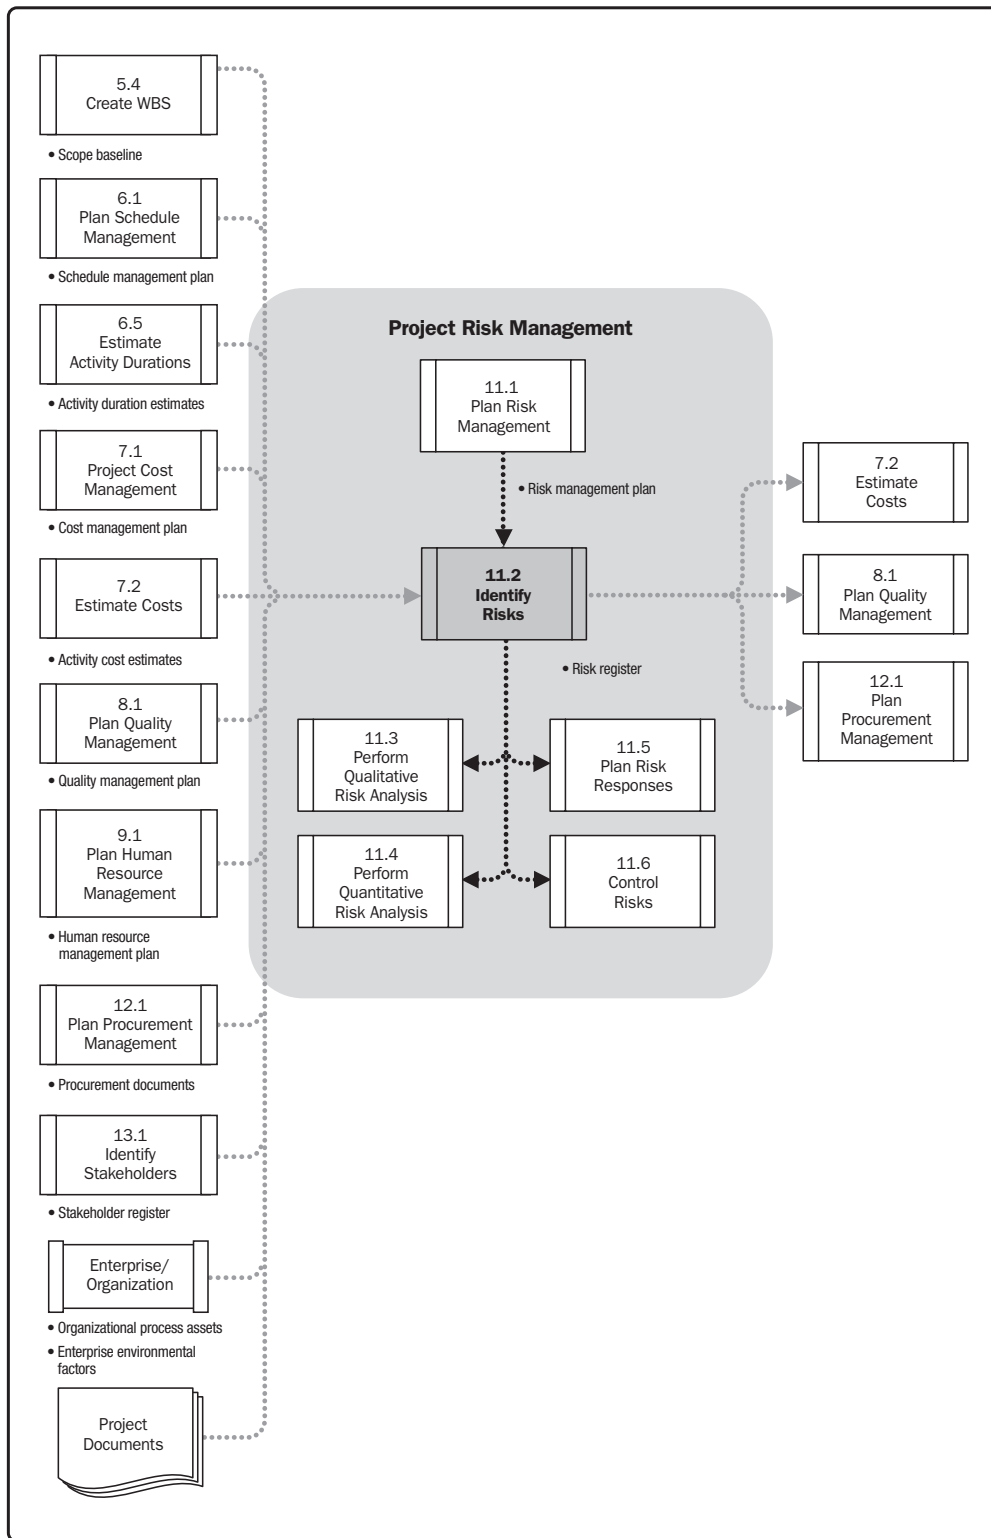 5.4
Create WBS
• Scope baseline
6.1
Plan Schedule
Management
• Schedule management plan
6.5
Estimate
Activity Durations
• Activity duration estimates
7.1
Project Cost
Management
• Cost management plan
7.2
Estimate Costs
• Activity cost estimates
8.1
Plan Quality
Management
• Quality management plan
9.1
Plan Human
Resource
Management
• Human resource
management plan
12.1
Plan Procurement
Management
• Procurement documents
13.1
Identify
Stakeholders
• Stakeholder register
Enterprise/
Organization
• Organizational process assets
• Enterprise environmental
factors
Project
Documents
Project Risk Management
11.1
Plan Risk
Management
• Risk management plan
11.2
Identify
Risks
• Risk register
11.3
Perform
Qualitative
Risk Analysis
11.5
Plan Risk
Responses
11.4
Perform
Quantitative
Risk Analysis
11.6
Control
Risks
7.2
Estimate
Costs
8.1
Plan Quality
Management
12.1
Plan
Procurement
Management